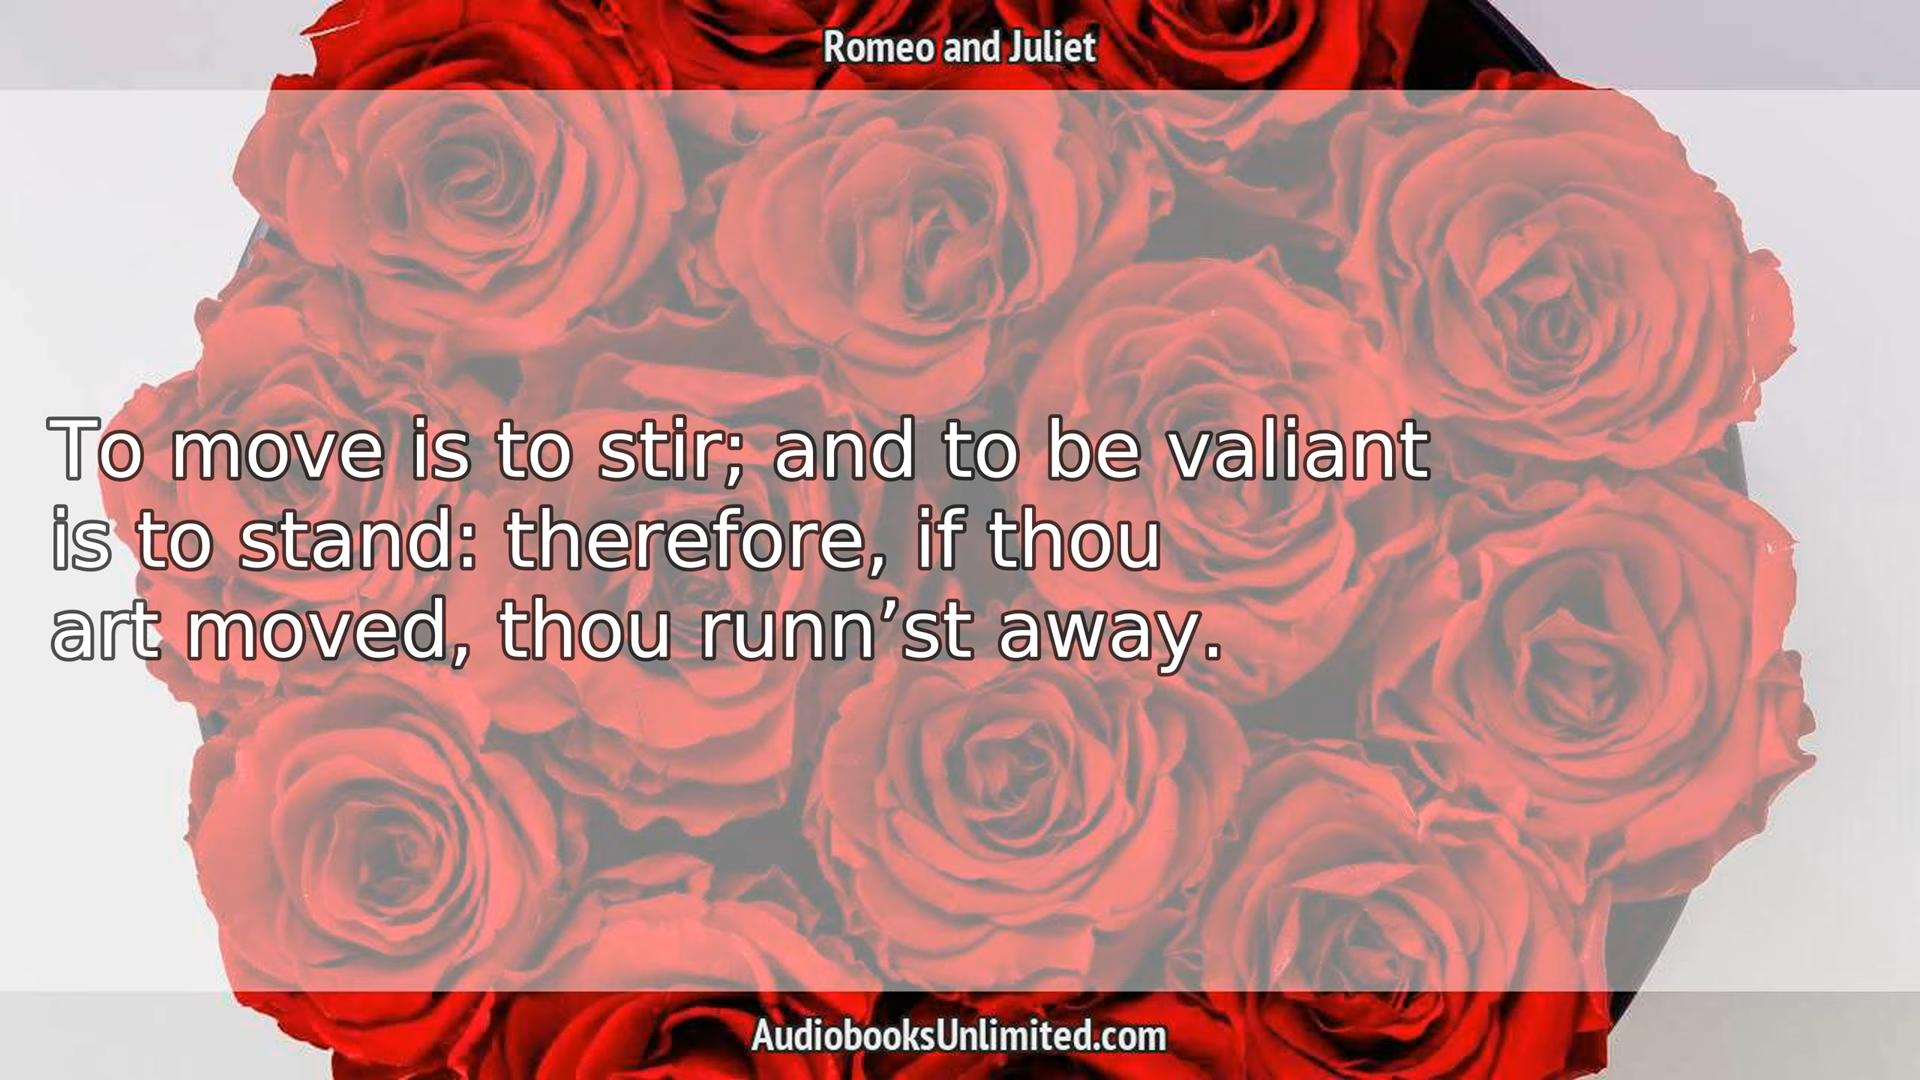 Romeo and Juliet
To move is to stir; and to be valiant
is to stand: therefore, if thou
art moved, thou runn’st away.
AudiobooksUnlimited.com